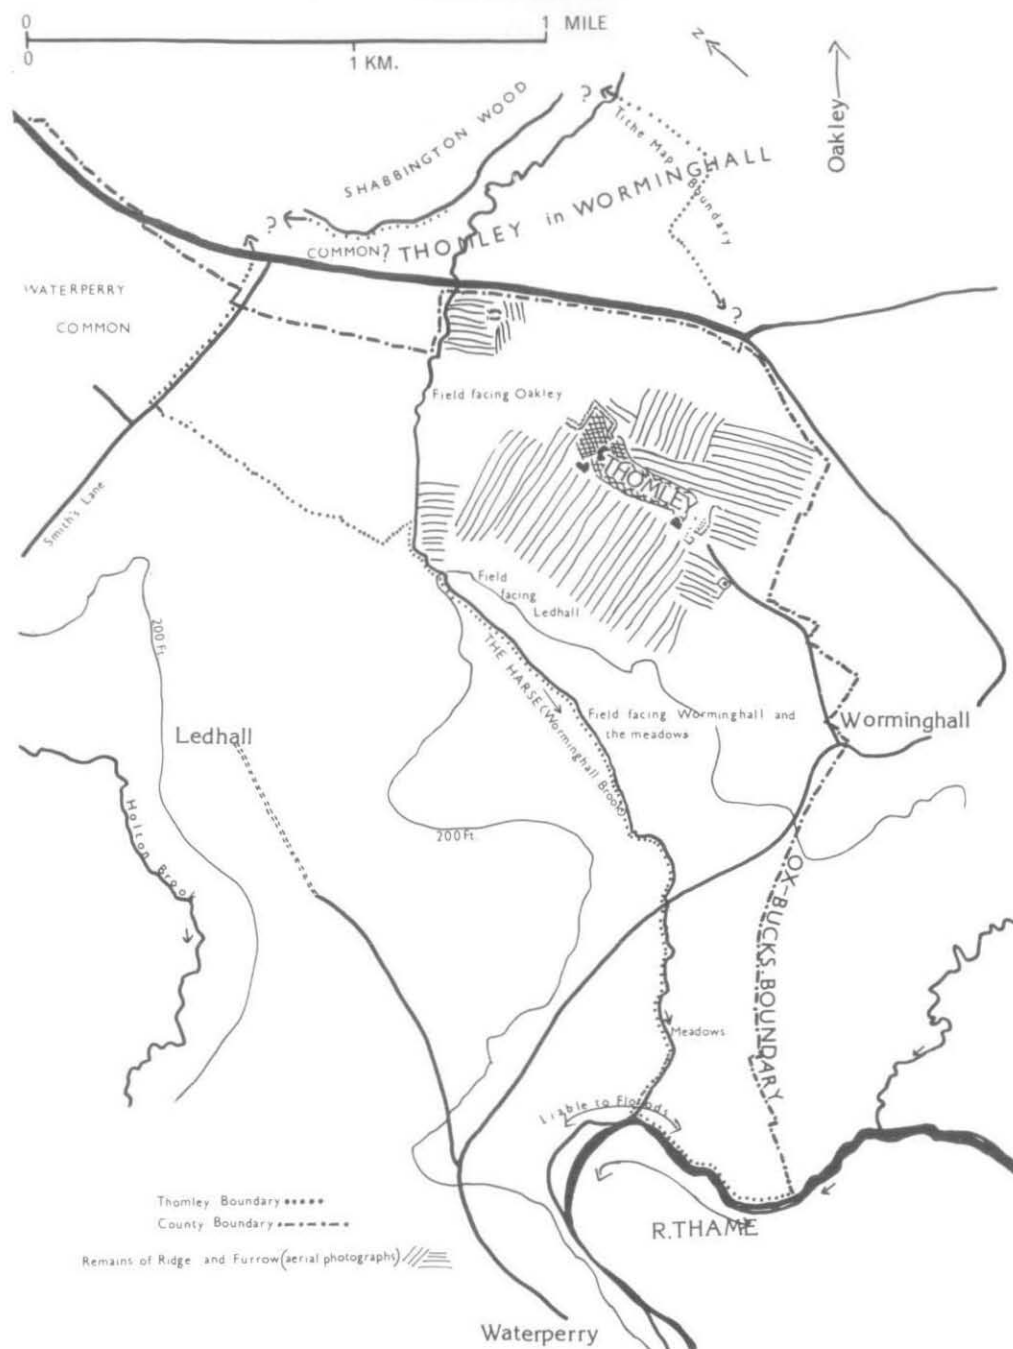 0 1 MILE
0 1 KM.
N
Oakley
SHABBINGTON WOOD
?
Tithe Map Boundary
?
COMMON?
THOMLEY in WORMINGHALL
WATERPERRY
COMMON
?
Field facing Oakley
THOMLEY
Smith's Lane
Field
facing
Ledhall
200 Ft.
THE HARSE (Worminghall Brook)
Field facing Worminghall and
the meadows
Worminghall
Ledhall
Holton Brook
200 Ft.
OX-BUCKS BOUNDARY
Meadows
Liable to Floods
R.THAME
Thomley Boundary
County Boundary
Remains of Ridge and Furrow (aerial photographs)
Waterperry